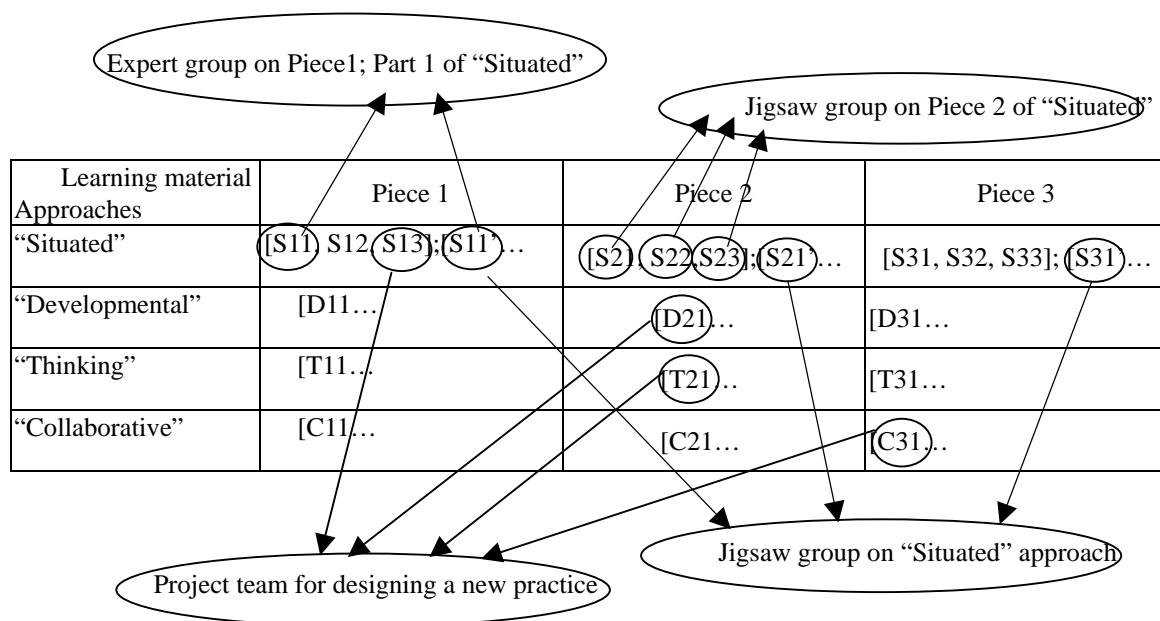 Expert group on Piece1; Part 1 of “Situated”
Jigsaw group on Piece 2 of “Situated”
Learning material
Approaches
Piece 1
Piece 2
Piece 3
“Situated”
[S11, S12, S13];[S11’…
[S21, S22,S23];[S21’…
[S31, S32, S33]; [S31’…
“Developmental”
[D11…
[D21…
[D31…
“Thinking”
[T11…
[T21…
[T31…
“Collaborative”
[C11…
[C21…
[C31…
Jigsaw group on “Situated” approach
Project team for designing a new practice